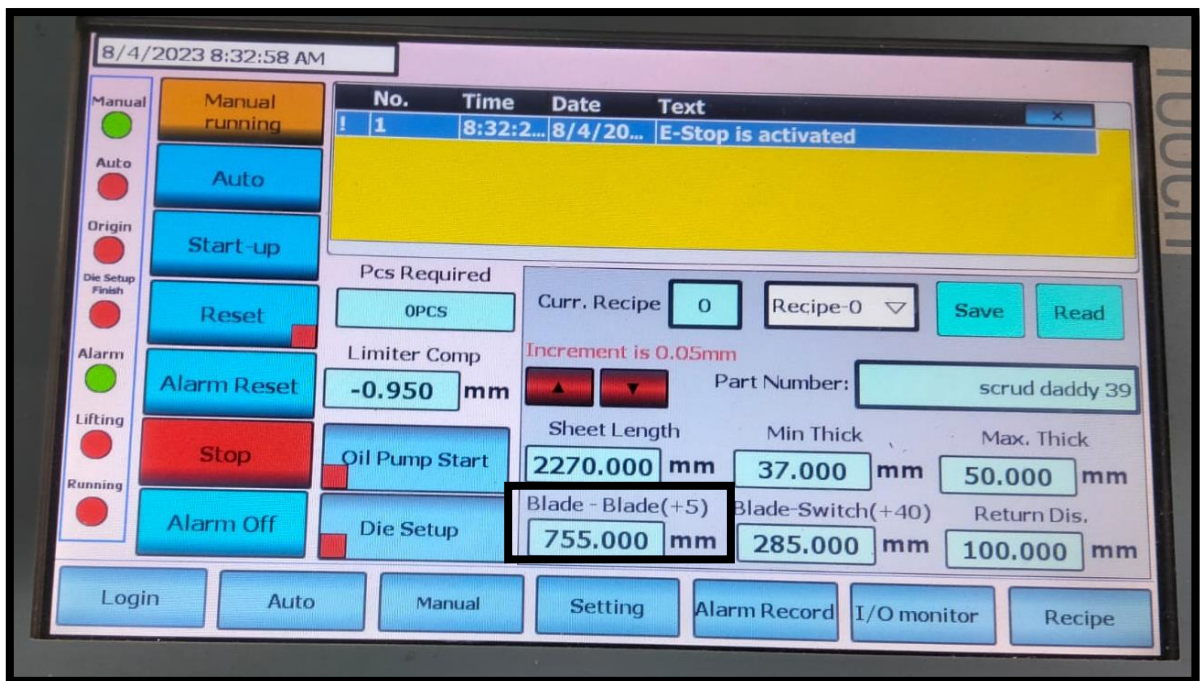 8/4/2023 8:32:58 AM
Manual
Auto
Origin
Die Setup
Finish
Alarm
Lifting
Running
Manual
running
Auto
Start-up
Reset
Alarm Reset
Stop
Alarm Off
No. Time Date Text
! 1 8:32:2... 8/4/20... E-Stop is activated
Pcs Required
0PCS
Limiter Comp
-0.950 mm
Oil Pump Start
Die Setup
Curr. Recipe 0 Recipe-0 Save Read
Increment is 0.05mm
Part Number: scrud daddy 39
Sheet Length Min Thick Max. Thick
2270.000 mm 37.000 mm 50.000 mm
Blade - Blade(+5) Blade-Switch(+40) Return Dis.
755.000 mm 285.000 mm 100.000 mm
Login Auto Manual Setting Alarm Record I/O monitor Recipe